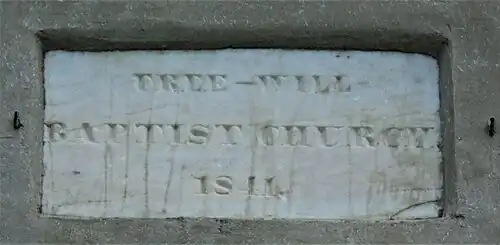 FREE-WILL
BAPTIST CHURCH.
1841.